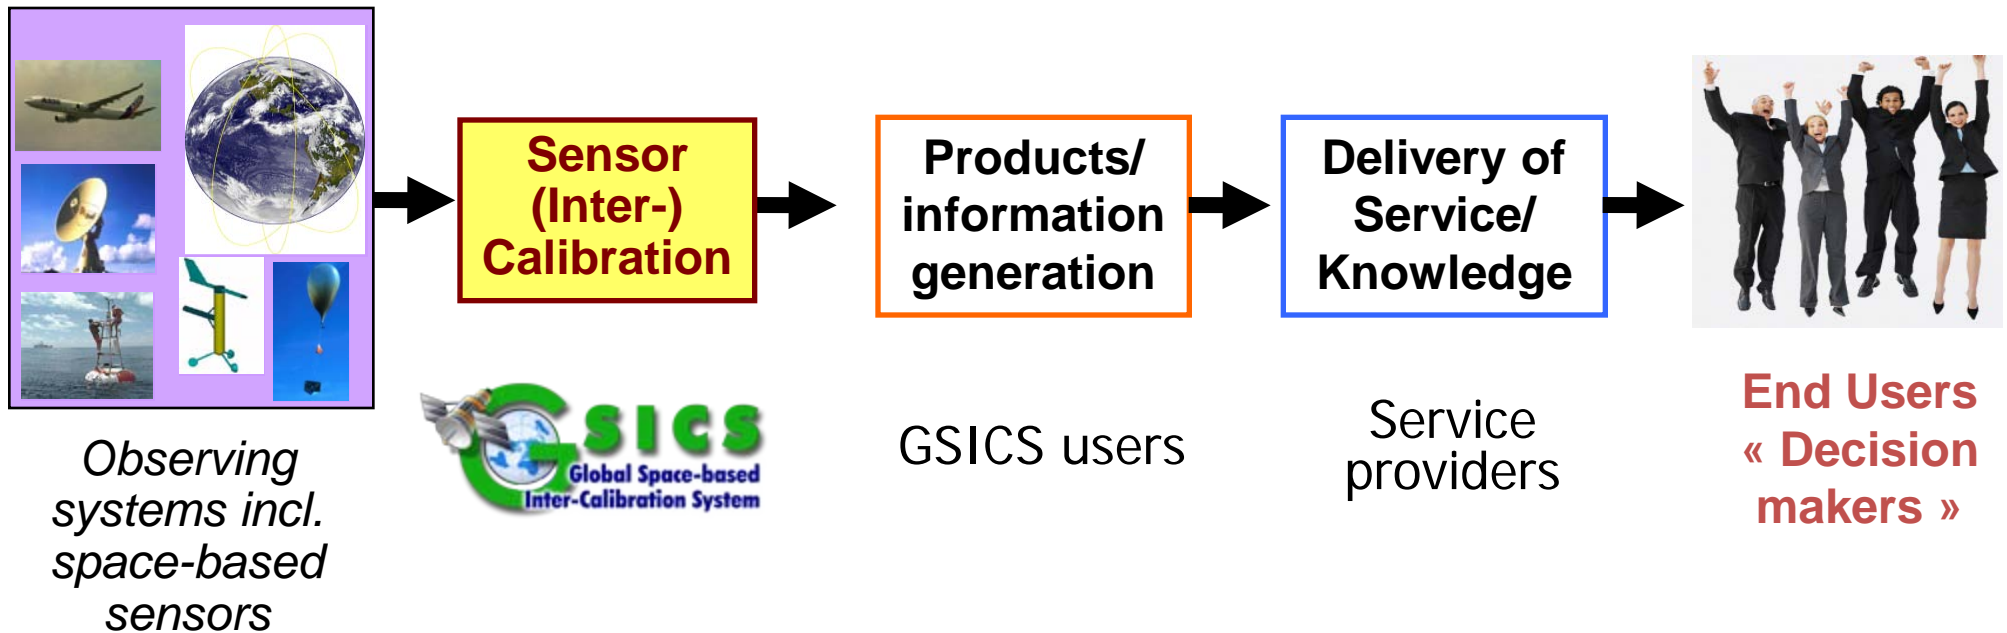 Sensor
(Inter-)
Calibration
Products/
information
generation
Delivery of
Service/
Knowledge
Observing
systems incl.
space-based
sensors
GSICS
Global Space-based
Inter-Calibration System
GSICS users
Service
providers
End Users
« Decision
makers »